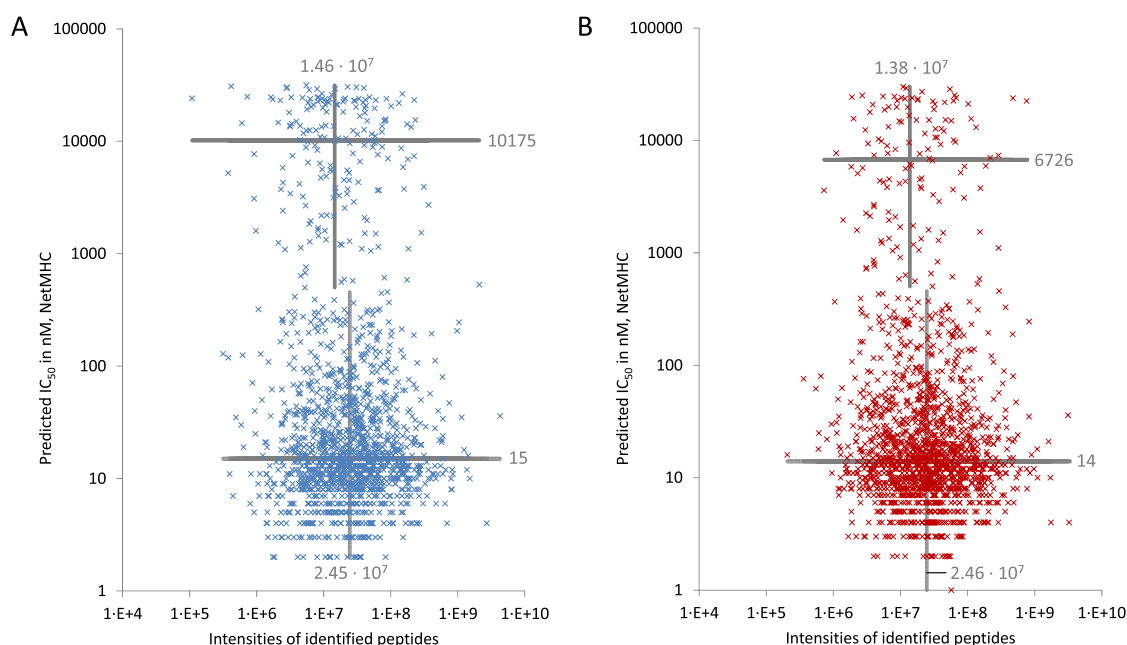 A
100000
10000
1000
100
10
1
Predicted IC50 in nM, NetMHC
1.46 · 10⁷
10175
15
2.45 · 10⁷
1·E+4
1·E+5
1·E+6
1·E+7
1·E+8
1·E+9
1·E+10
Intensities of identified peptides
B
100000
10000
1000
100
10
1
Predicted IC50 in nM, NetMHC
1.38 · 10⁷
6726
14
2.46 · 10⁷
1·E+4
1·E+5
1·E+6
1·E+7
1·E+8
1·E+9
1·E+10
Intensities of identified peptides